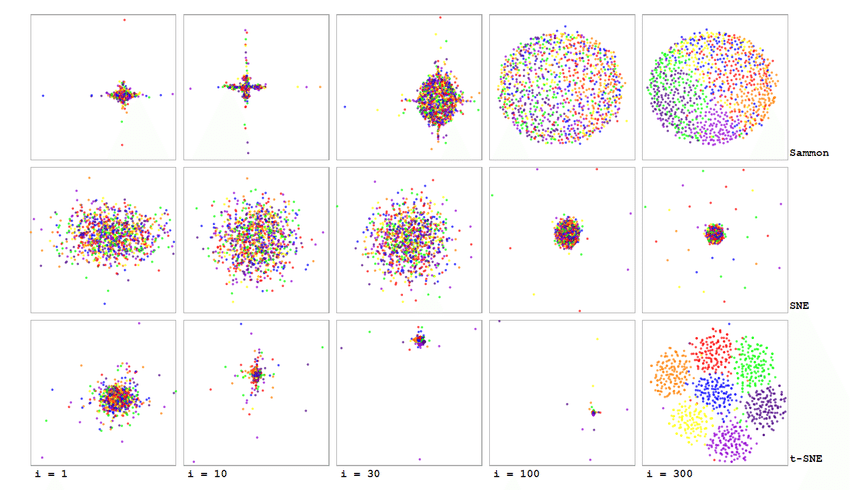 Sammon
SNE
t-SNE
i = 1
i = 10
i = 30
i = 100
i = 300